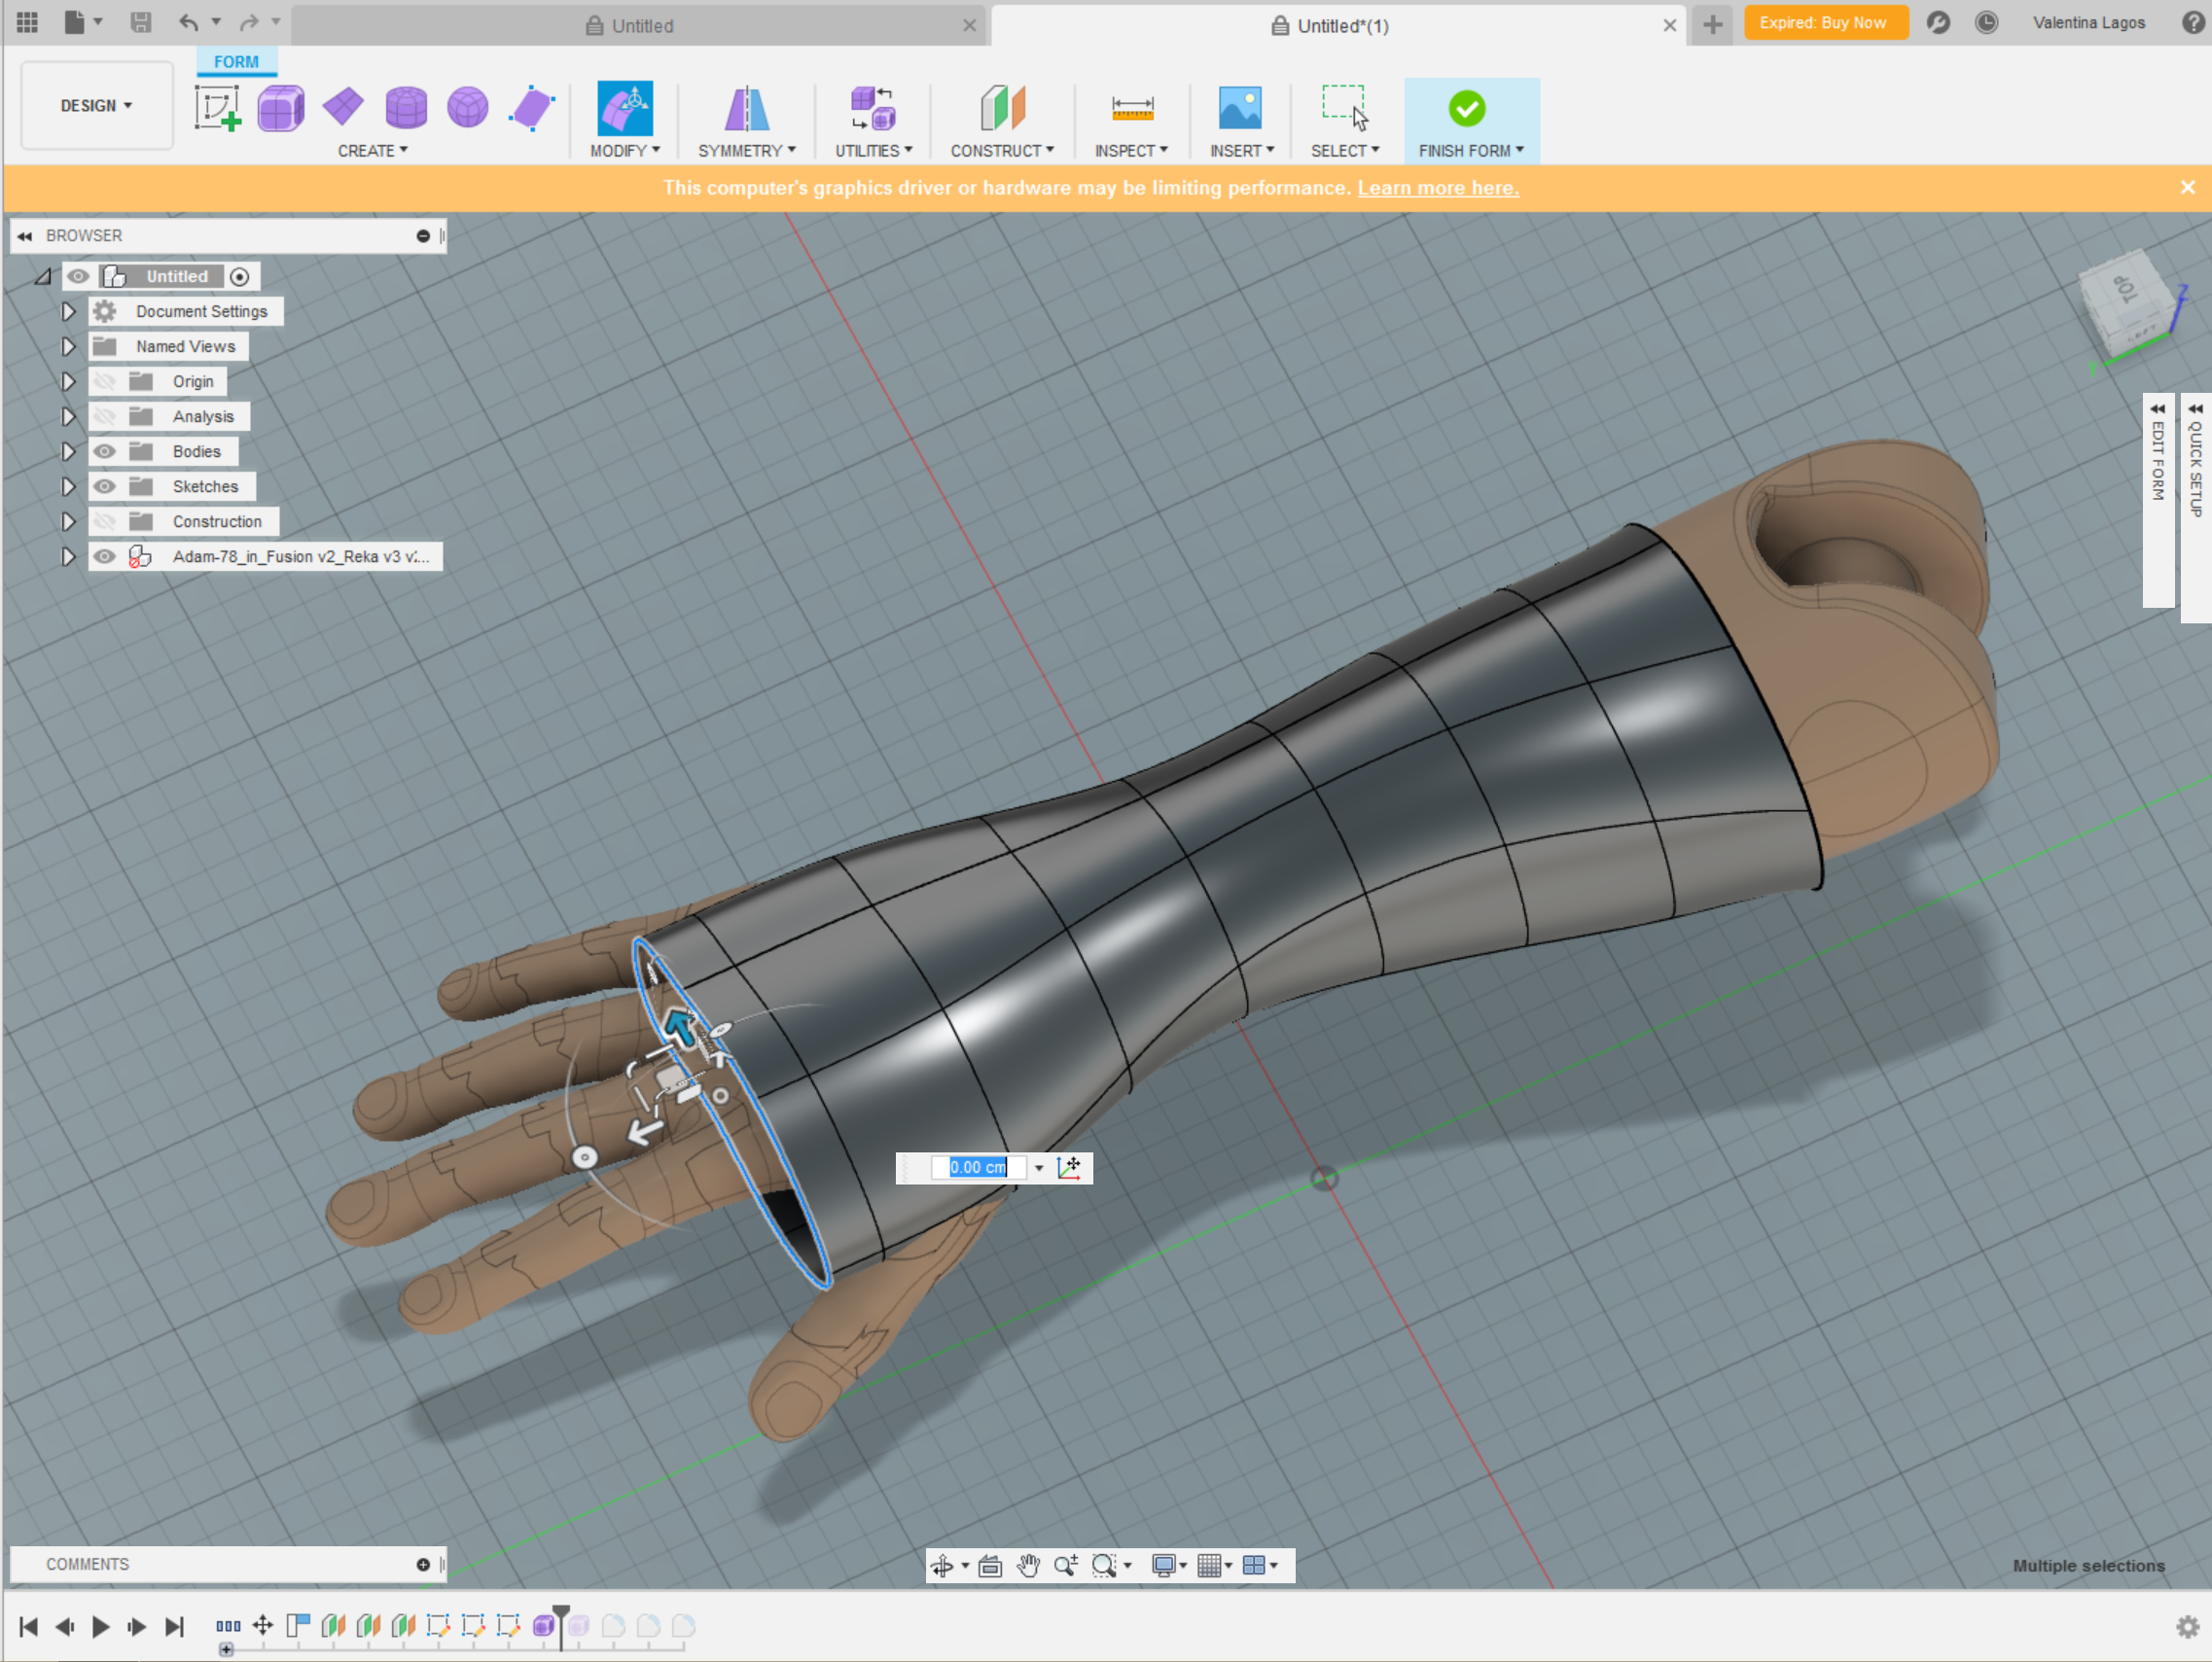 Untitled
Untitled*(1)
Expired: Buy Now
Valentina Lagos
FORM
DESIGN
CREATE
MODIFY
SYMMETRY
UTILITIES
CONSTRUCT
INSPECT
INSERT
SELECT
FINISH FORM
This computer's graphics driver or hardware may be limiting performance. Learn more here.
BROWSER
Untitled
Document Settings
Named Views
Origin
Analysis
Bodies
Sketches
Construction
Adam-78_in_Fusion v2_Reka v3 v:...
TOP
LEFT
Z
Y
EDIT FORM
QUICK SETUP
0.00 cm
COMMENTS
Multiple selections